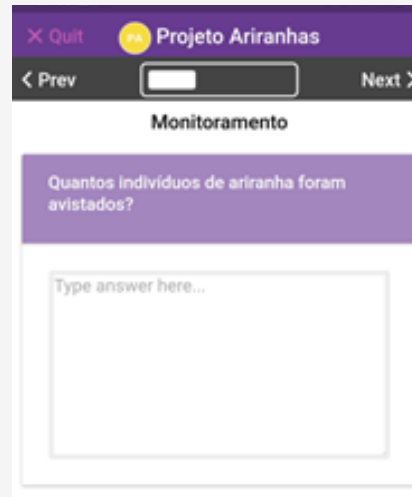 X Quit PA Projeto Ariranhas
< Prev Next >
Monitoramento
Quantos indivíduos de ariranha foram
avistados?
Type answer here...